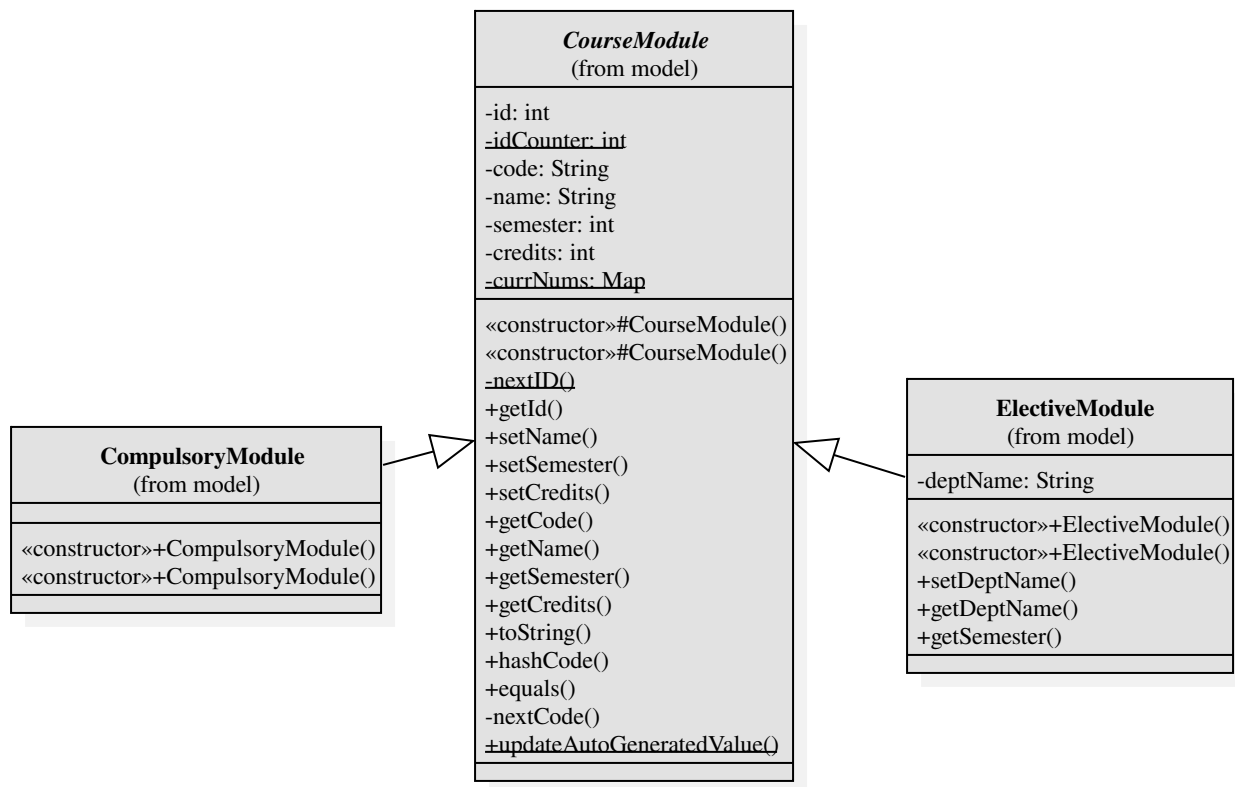 CourseModule
(from model)
-id: int
-idCounter: int
-code: String
-name: String
-semester: int
-credits: int
-currNums: Map
«constructor»#CourseModule()
«constructor»#CourseModule()
-nextID()
+getId()
+setName()
+setSemester()
+setCredits()
+getCode()
+getName()
+getSemester()
+getCredits()
+toString()
+hashCode()
+equals()
-nextCode()
+updateAutoGeneratedValue()
CompulsoryModule
(from model)
«constructor»+CompulsoryModule()
«constructor»+CompulsoryModule()
ElectiveModule
(from model)
-deptName: String
«constructor»+ElectiveModule()
«constructor»+ElectiveModule()
+setDeptName()
+getDeptName()
+getSemester()